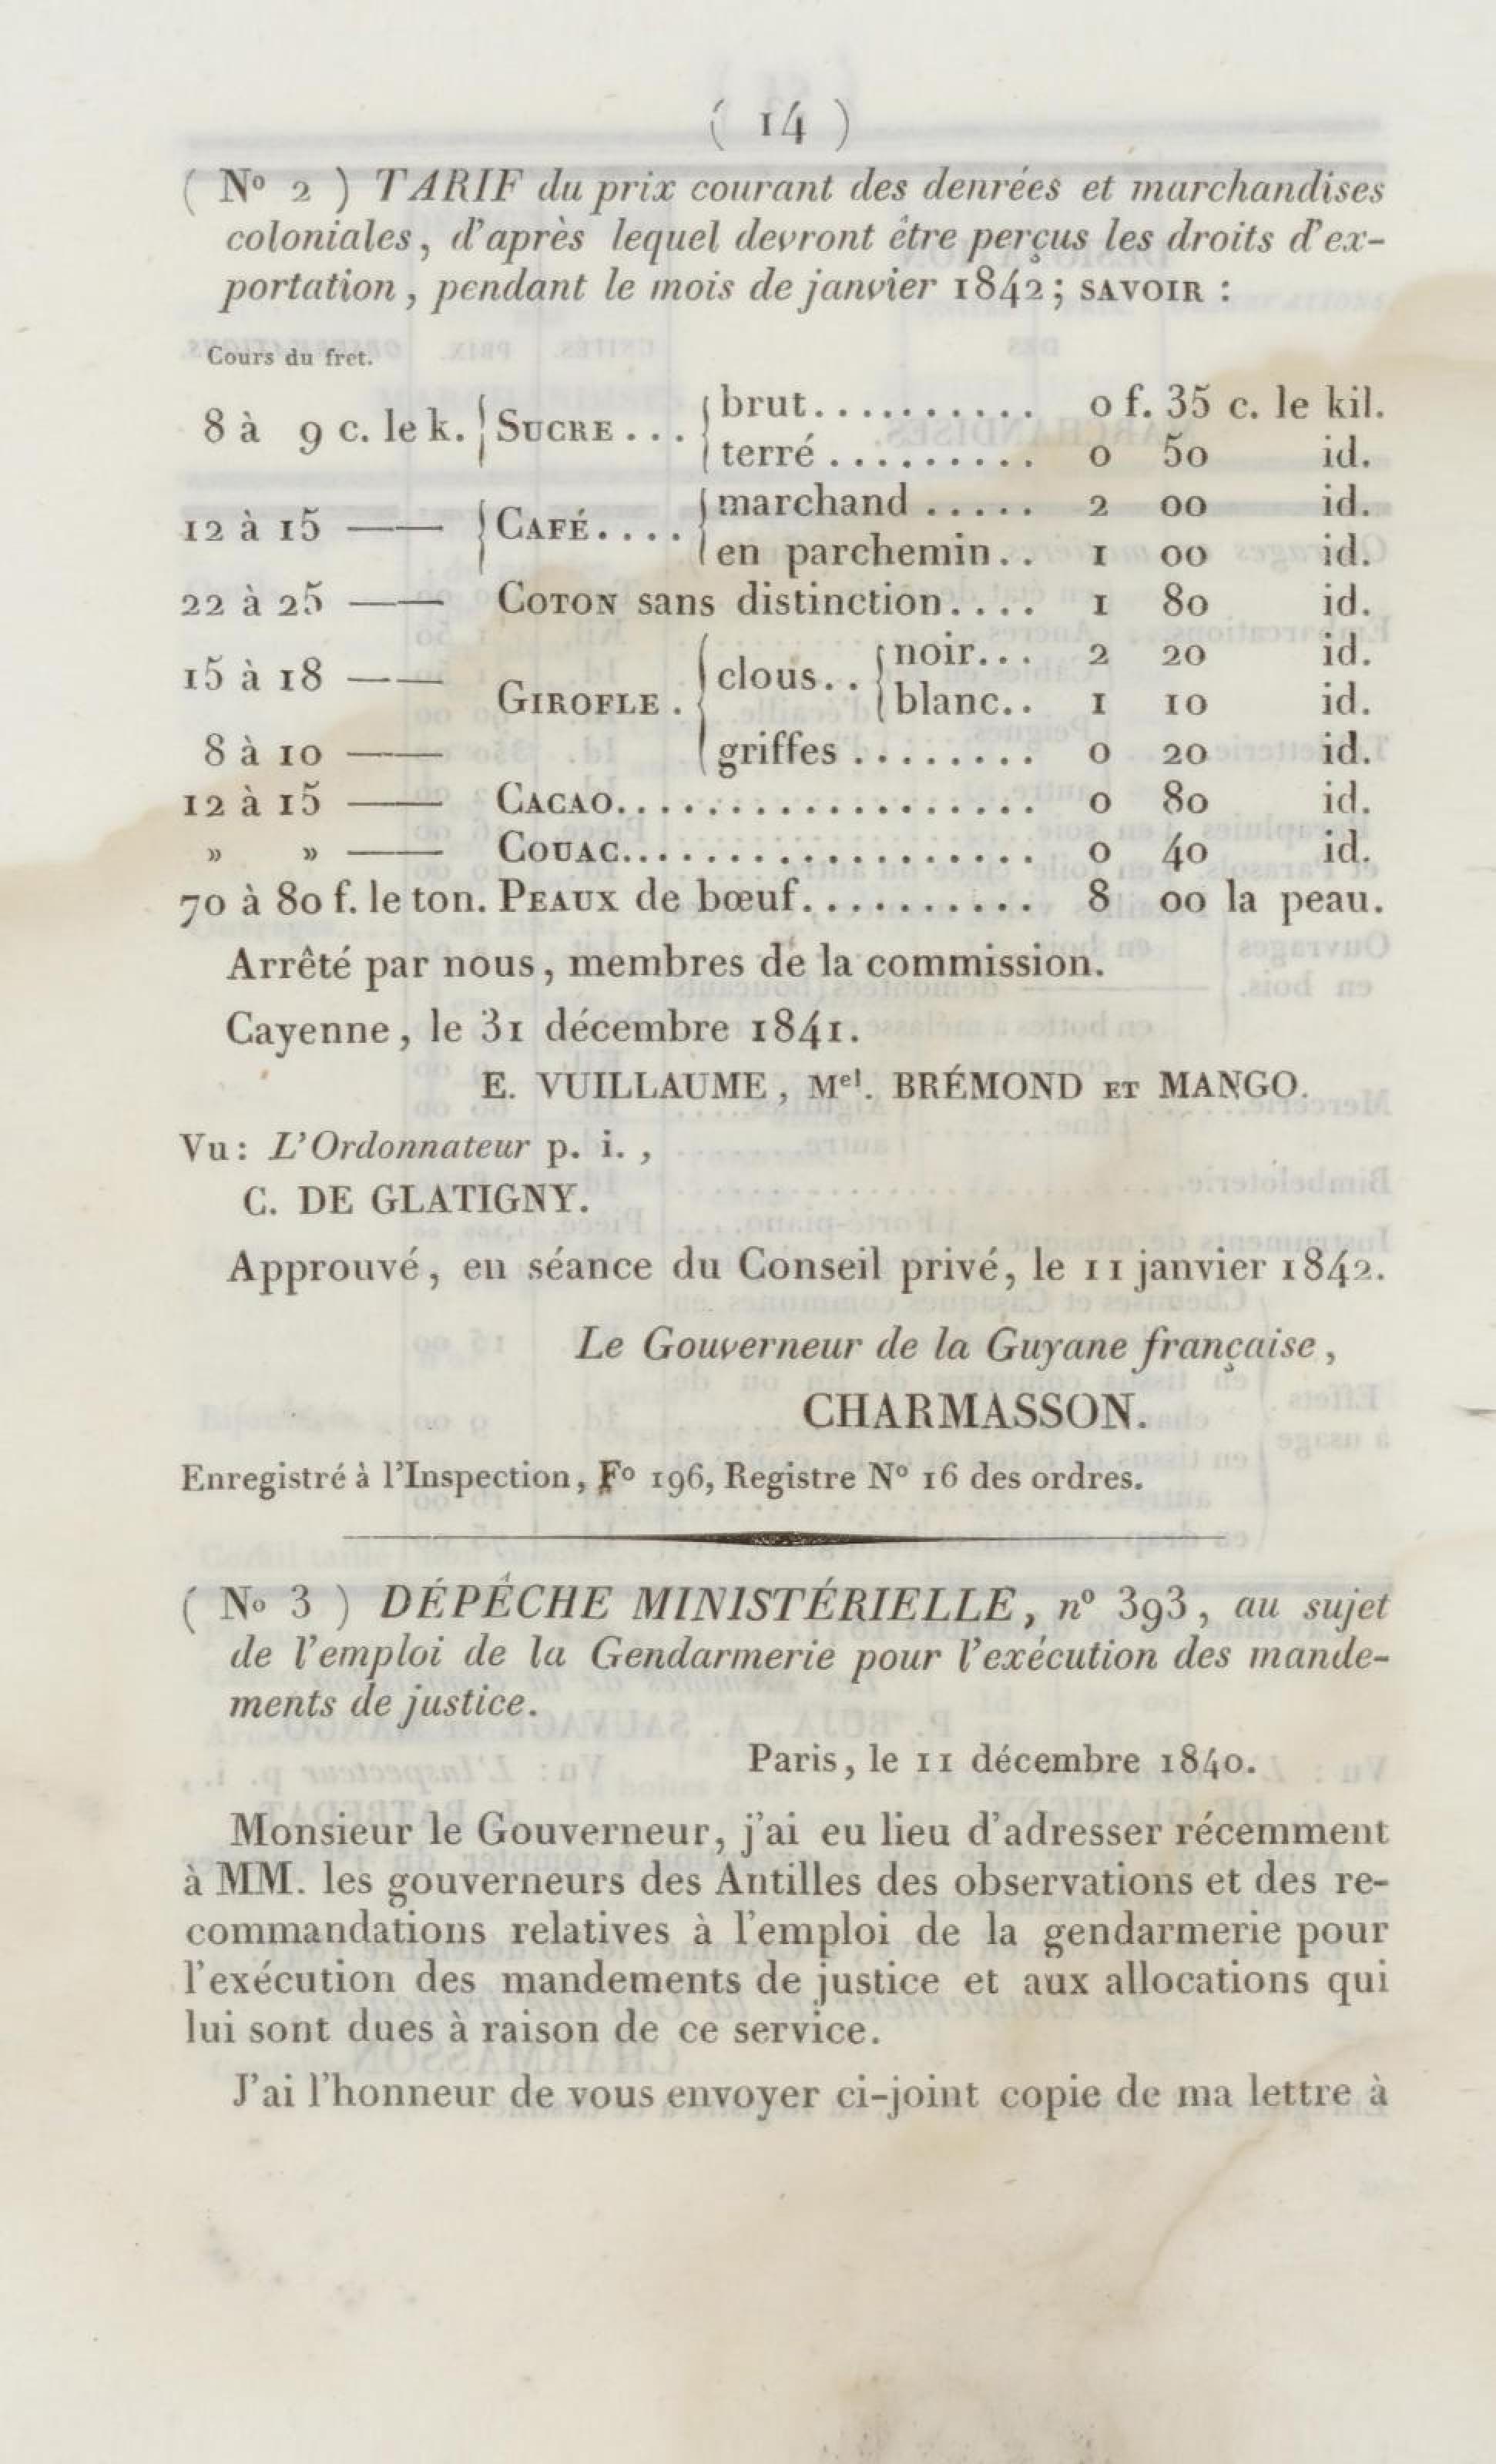 ( 14 )
( Nº 2 ) TARIF du prix courant des denrées et marchandises
coloniales, d'après lequel devront être perçus les droits d'ex-
portation, pendant le mois de janvier 1842; SAVOIR :
Cours du fret.
8 à 9 c. le k. SUCRE... brut........... 0 f. 35 c. le kil.
terré.......... 0 50 id.
12 à 15 —— CAFÉ.... marchand..... 2 00 id.
en parchemin.. 1 00 id.
22 à 25 —— COTON sans distinction.... 1 80 id.
15 à 18 —— GIROFLE. clous.. noir... 2 20 id.
blanc.. 1 10 id.
8 à 10 —— griffes........ 0 20 id.
12 à 15 —— CACAO.................. 0 80 id.
» » —— COUAC.................. 0 40 id.
70 à 80 f. le ton. PEAUX de bœuf.......... 8 00 la peau.
Arrêté par nous, membres de la commission.
Cayenne, le 31 décembre 1841.
E. VUILLAUME, Mel. BRÉMOND ET MANGO.
Vu: L'Ordonnateur p. i.,
C. DE GLATIGNY.
Approuvé, en séance du Conseil privé, le 11 janvier 1842.
Le Gouverneur de la Guyane française,
CHARMASSON.
Enregistré à l'Inspection, Fº 196, Registre Nº 16 des ordres.
( Nº 3 ) DÉPÊCHE MINISTÉRIELLE, nº 393, au sujet
de l'emploi de la Gendarmerie pour l'exécution des mande-
ments de justice.
Paris, le 11 décembre 1840.
Monsieur le Gouverneur, j'ai eu lieu d'adresser récemment
à MM. les gouverneurs des Antilles des observations et des re-
commandations relatives à l'emploi de la gendarmerie pour
l'exécution des mandements de justice et aux allocations qui
lui sont dues à raison de ce service.
J'ai l'honneur de vous envoyer ci-joint copie de ma lettre à